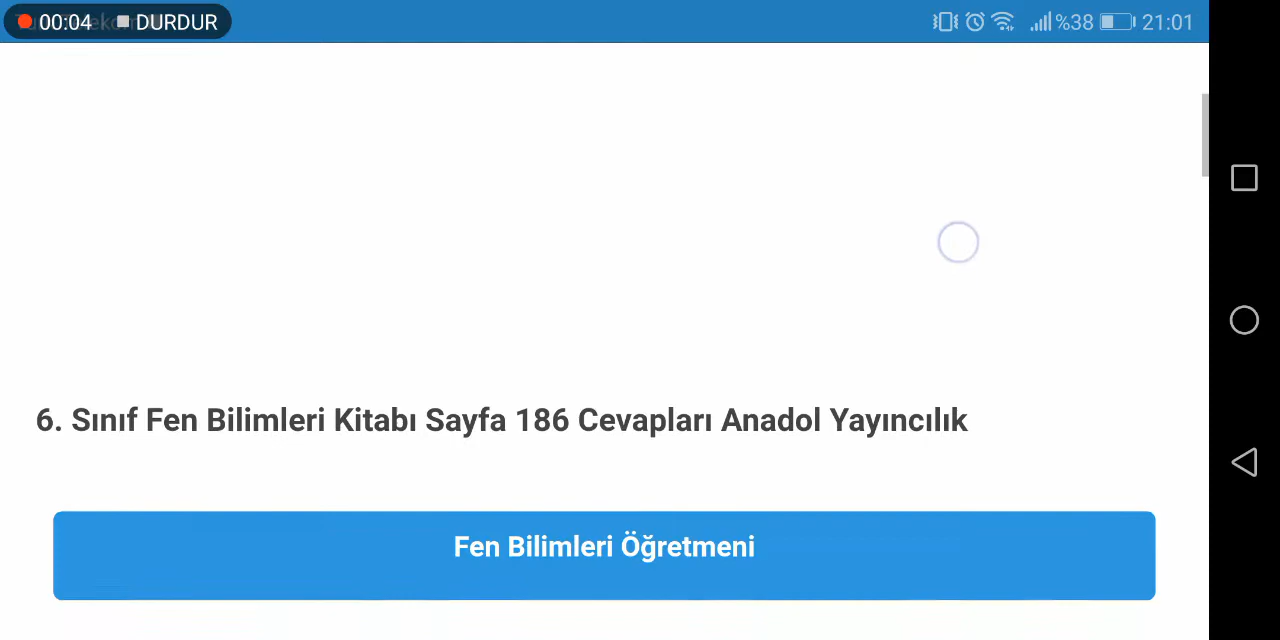 00:04 DURDUR
%38 21:01
6. Sınıf Fen Bilimleri Kitabı Sayfa 186 Cevapları Anadol Yayıncılık
Fen Bilimleri Öğretmeni